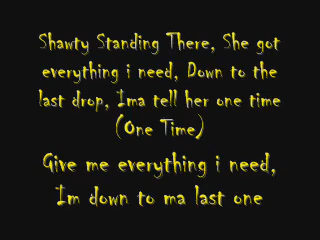 Shawty Standing There, She got
everything i need, Down to the
last drop, Ima tell her one time
(One Time)
Give me everything i need,
Im down to ma last one